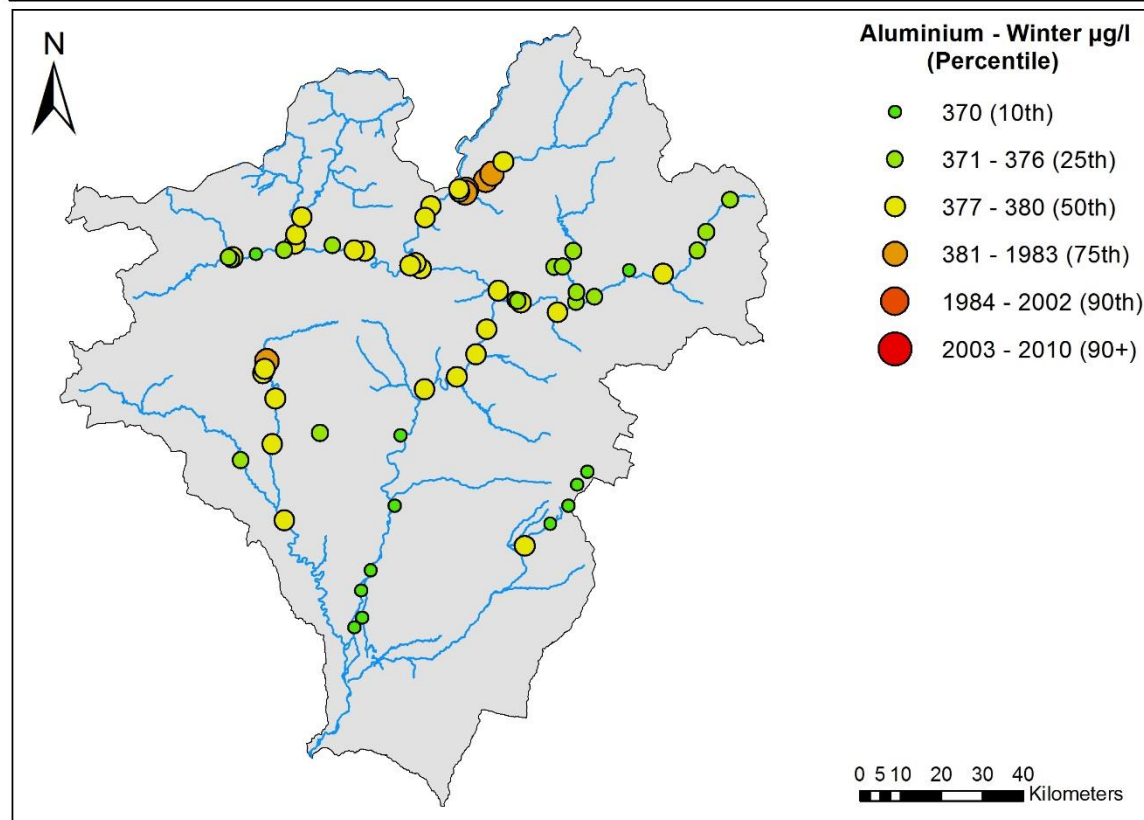 N
Aluminium - Winter µg/l
(Percentile)
370 (10th)
371 - 376 (25th)
377 - 380 (50th)
381 - 1983 (75th)
1984 - 2002 (90th)
2003 - 2010 (90+)
0 5 10 20 30 40
Kilometers